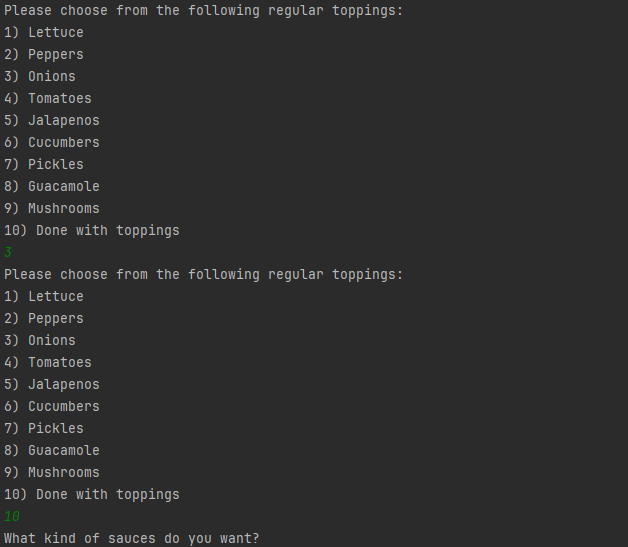 Please choose from the following regular toppings:
1) Lettuce
2) Peppers
3) Onions
4) Tomatoes
5) Jalapenos
6) Cucumbers
7) Pickles
8) Guacamole
9) Mushrooms
10) Done with toppings
3
Please choose from the following regular toppings:
1) Lettuce
2) Peppers
3) Onions
4) Tomatoes
5) Jalapenos
6) Cucumbers
7) Pickles
8) Guacamole
9) Mushrooms
10) Done with toppings
10
What kind of sauces do you want?